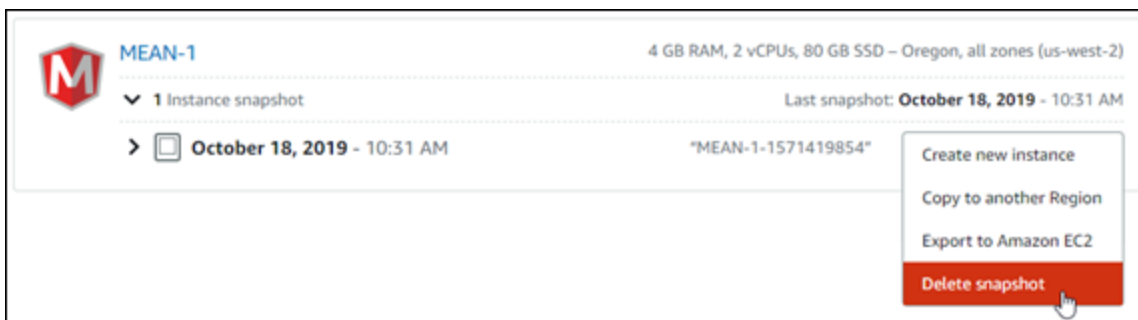 M
MEAN-1
4 GB RAM, 2 vCPUs, 80 GB SSD – Oregon, all zones (us-west-2)
1 Instance snapshot
Last snapshot: October 18, 2019 - 10:31 AM
October 18, 2019 - 10:31 AM
"MEAN-1-1571419854"
Create new instance
Copy to another Region
Export to Amazon EC2
Delete snapshot